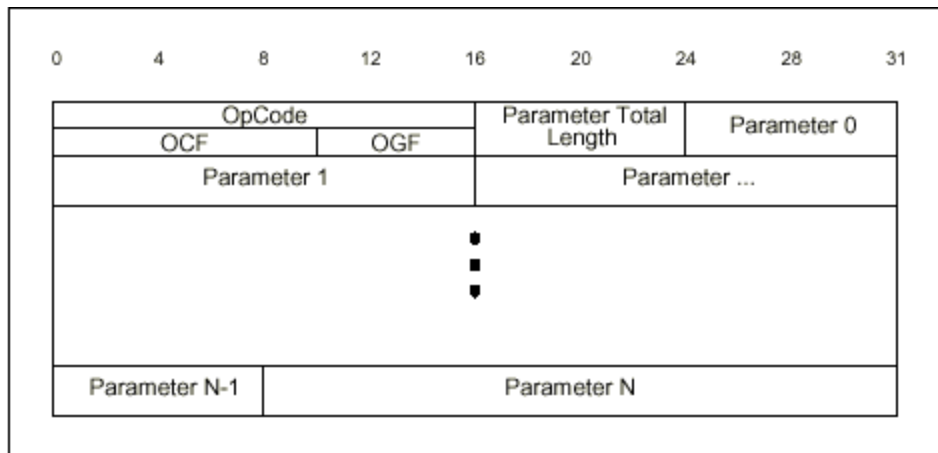 0 4 8 12 16 20 24 28 31
OpCode
OCF OGF
Parameter Total
Length
Parameter 0
Parameter 1 Parameter ...
Parameter N-1 Parameter N